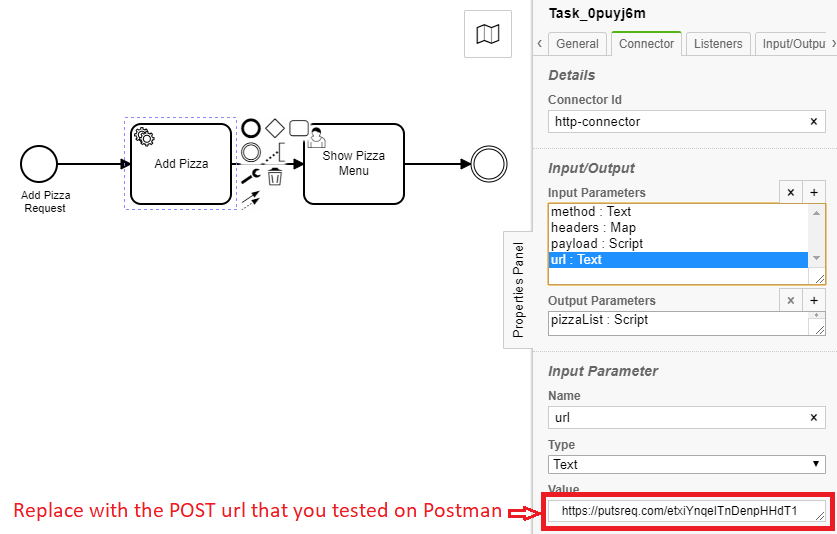 Task_0puyj6m
General
Connector
Listeners
Input/Outpu
Details
Connector Id
http-connector
Input/Output
Input Parameters
method : Text
headers : Map
payload : Script
url : Text
Output Parameters
pizzaList : Script
Input Parameter
Name
url
Type
Text
Value
https://putsreq.com/etxiYnqelTnDenpHHdT1
Properties Panel
Add Pizza
Request
Add Pizza
Show Pizza
Menu
Replace with the POST url that you tested on Postman